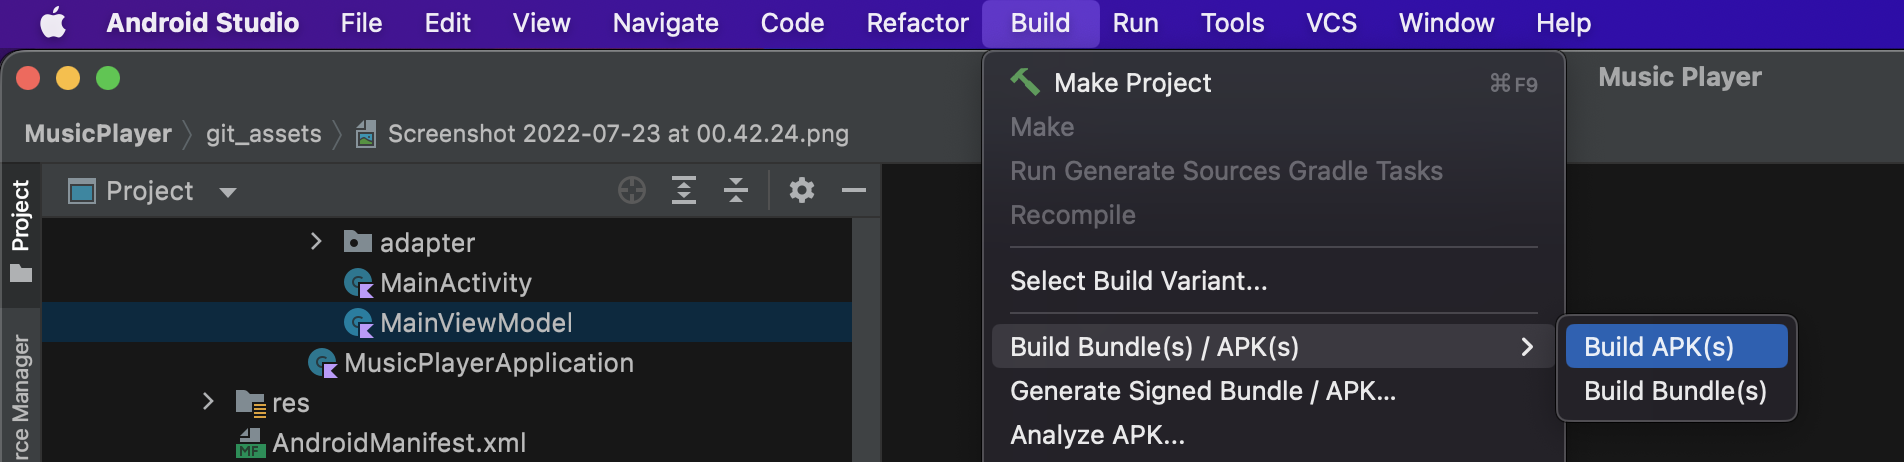 Android Studio File Edit View Navigate Code Refactor Build Run Tools VCS Window Help
Music Player
MusicPlayer git_assets Screenshot 2022-07-23 at 00.42.24.png
Project
Project
adapter
MainActivity
MainViewModel
MusicPlayerApplication
res
MF AndroidManifest.xml
rce Manager
Make Project ⌘F9
Make
Run Generate Sources Gradle Tasks
Recompile
Select Build Variant...
Build Bundle(s) / APK(s)
Generate Signed Bundle / APK...
Analyze APK...
Build APK(s)
Build Bundle(s)